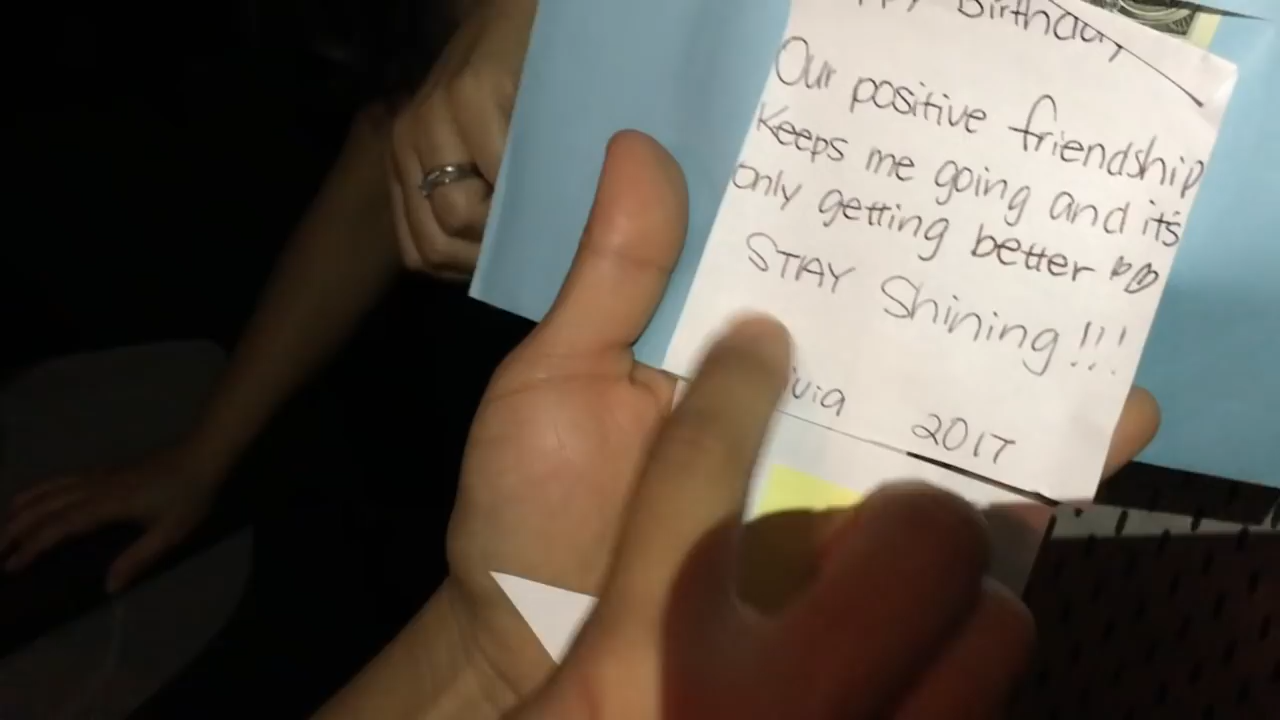 Birthday
Our positive friendship
Keeps me going and it's
only getting better
STAY Shining!!!
2017